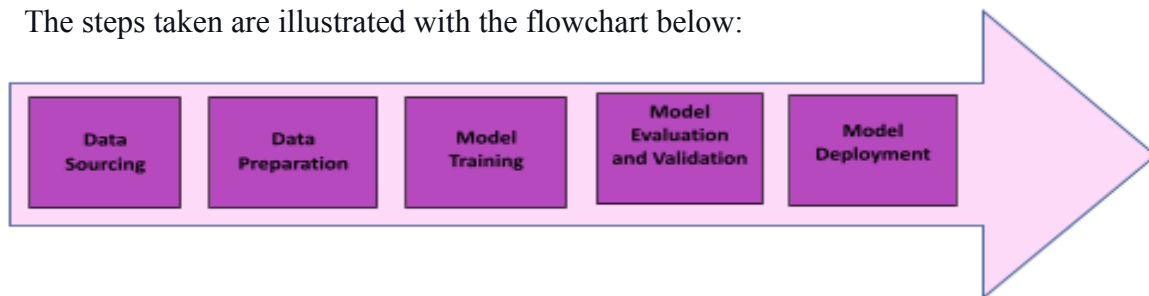 The steps taken are illustrated with the flowchart below:
Data
Sourcing
Data
Preparation
Model
Training
Model
Evaluation
and Validation
Model
Deployment